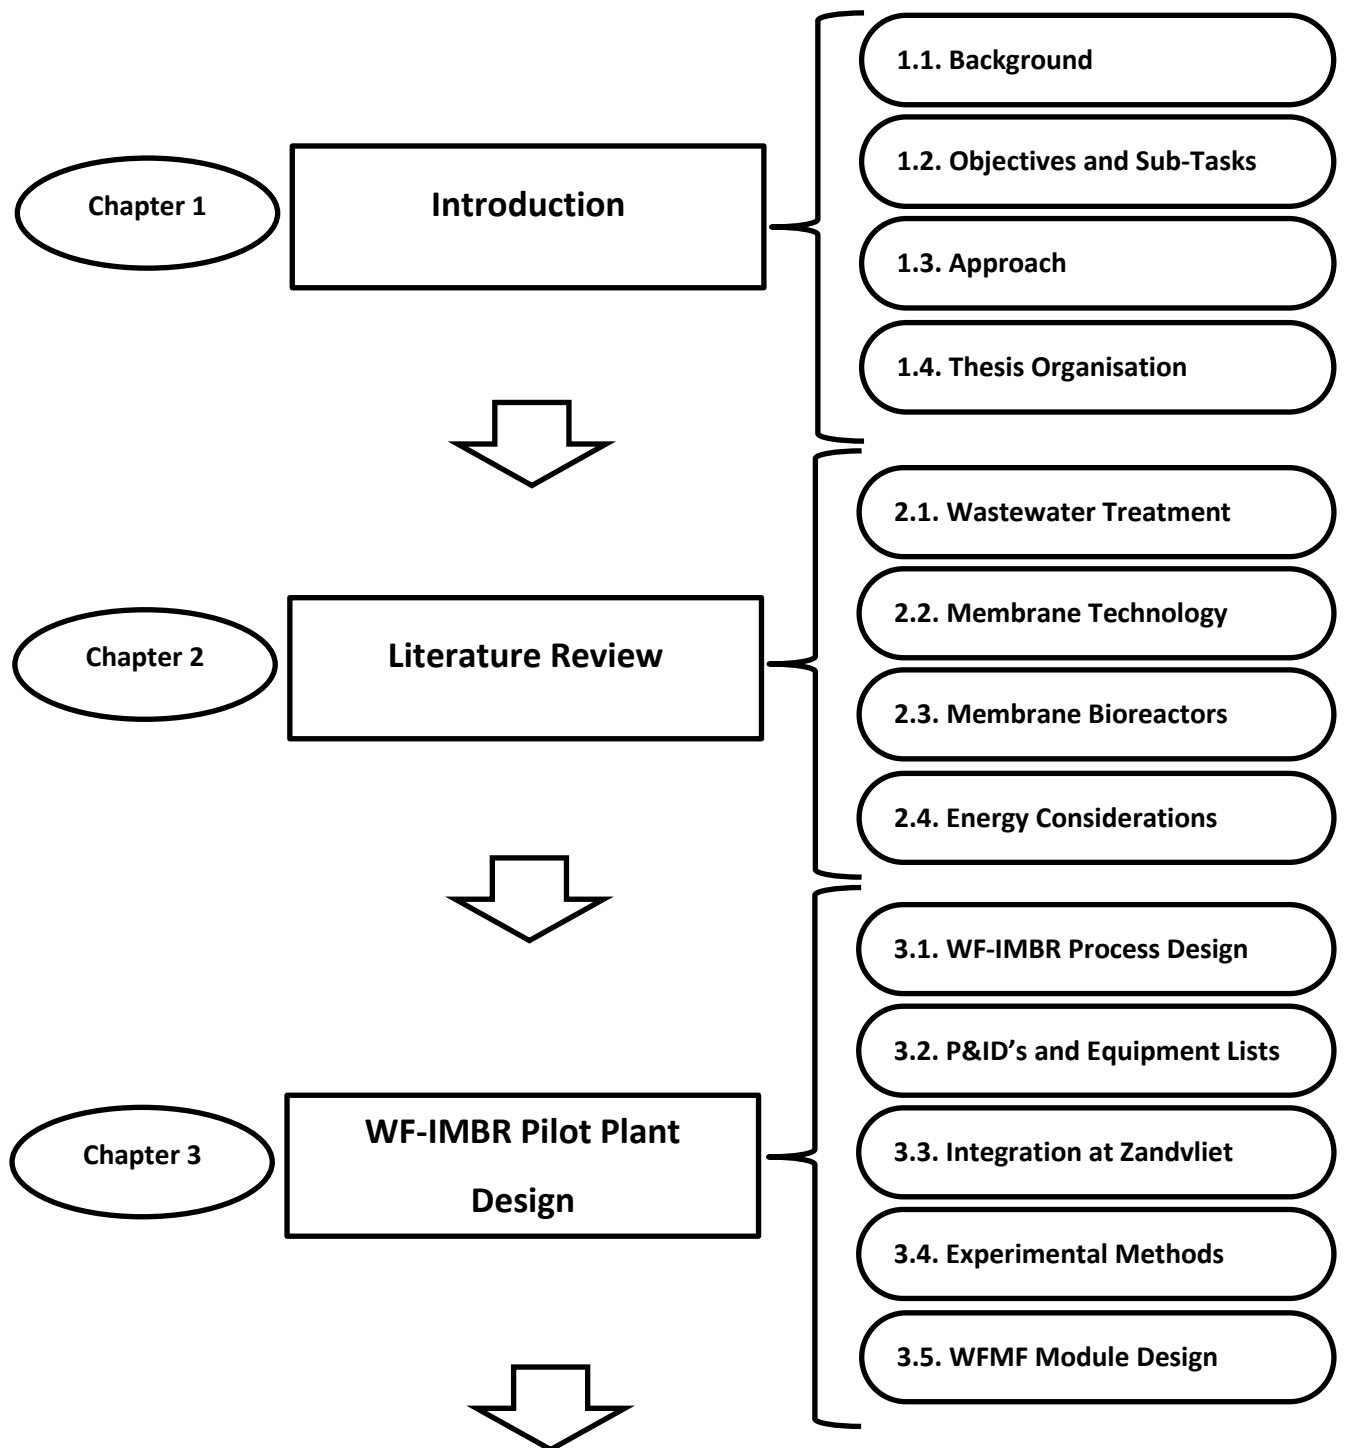 Chapter 1
Introduction
1.1. Background
1.2. Objectives and Sub-Tasks
1.3. Approach
1.4. Thesis Organisation
Chapter 2
Literature Review
2.1. Wastewater Treatment
2.2. Membrane Technology
2.3. Membrane Bioreactors
2.4. Energy Considerations
Chapter 3
WF-IMBR Pilot Plant
Design
3.1. WF-IMBR Process Design
3.2. P&ID’s and Equipment Lists
3.3. Integration at Zandvliet
3.4. Experimental Methods
3.5. WFMF Module Design